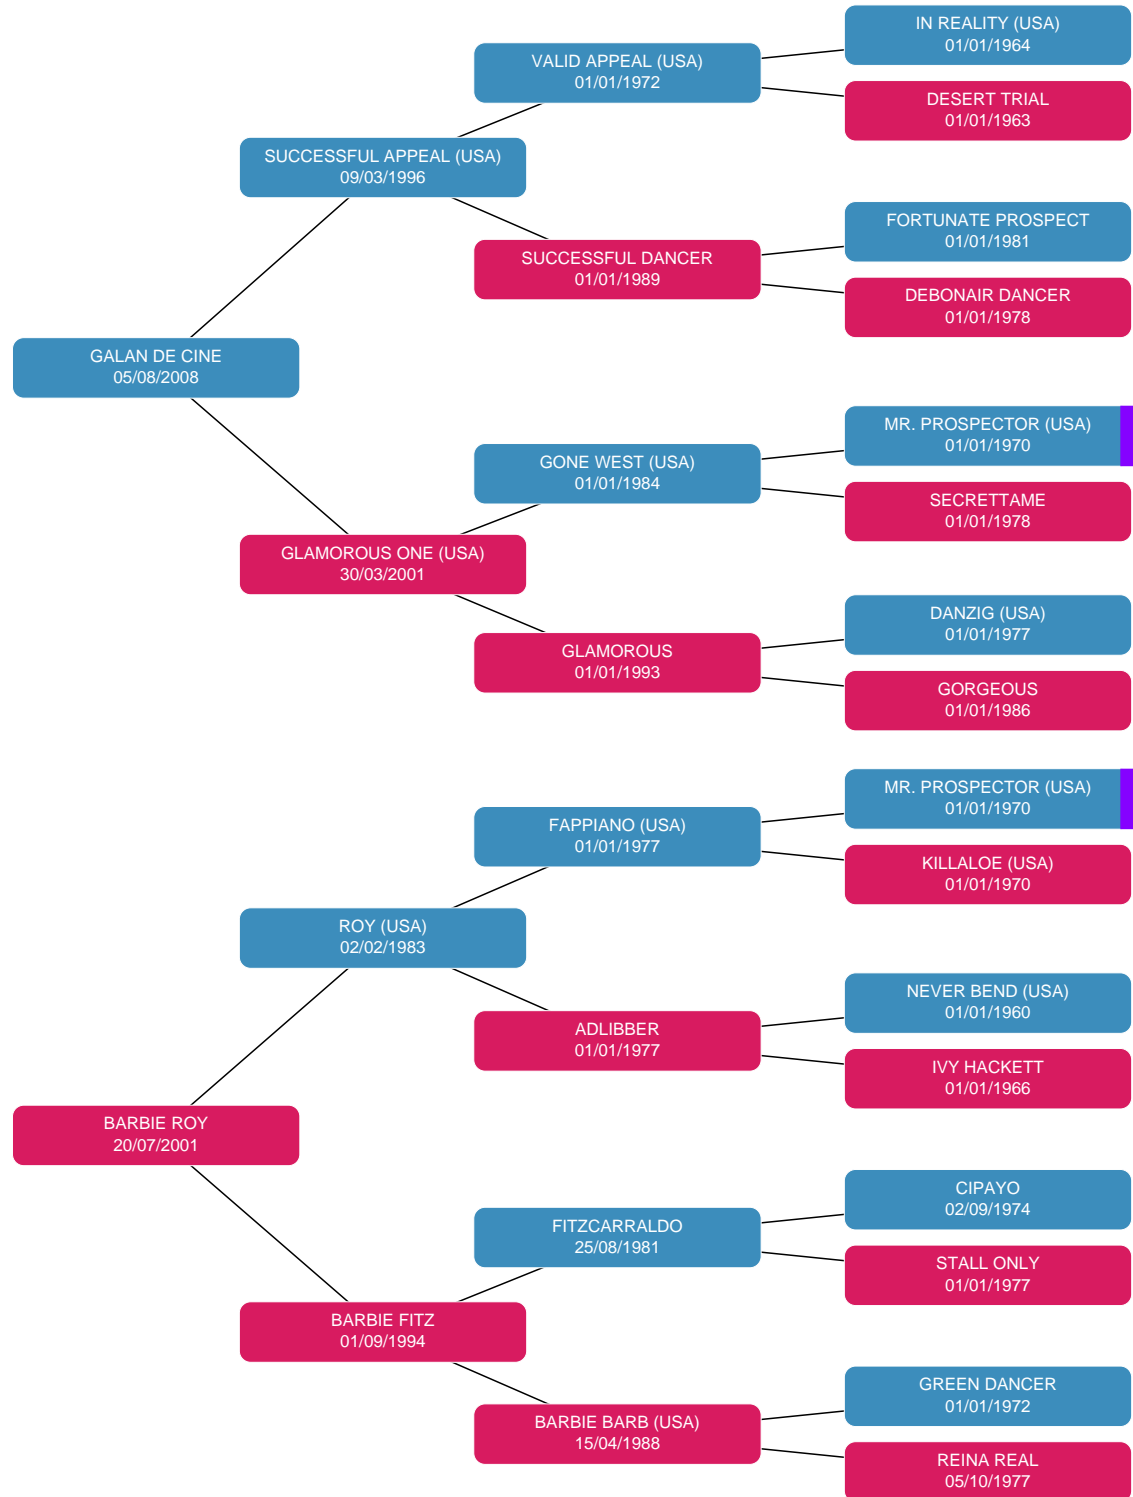 IN REALITY (USA)
01/01/1964
VALID APPEAL (USA)
01/01/1972
DESERT TRIAL
01/01/1963
SUCCESSFUL APPEAL (USA)
09/03/1996
FORTUNATE PROSPECT
01/01/1981
SUCCESSFUL DANCER
01/01/1989
DEBONAIR DANCER
01/01/1978
GALAN DE CINE
05/08/2008
MR. PROSPECTOR (USA)
01/01/1970
GONE WEST (USA)
01/01/1984
SECRETTAME
01/01/1978
GLAMOROUS ONE (USA)
30/03/2001
DANZIG (USA)
01/01/1977
GLAMOROUS
01/01/1993
GORGEOUS
01/01/1986
MR. PROSPECTOR (USA)
01/01/1970
FAPPIANO (USA)
01/01/1977
KILLALOE (USA)
01/01/1970
ROY (USA)
02/02/1983
NEVER BEND (USA)
01/01/1960
ADLIBBER
01/01/1977
IVY HACKETT
01/01/1966
BARBIE ROY
20/07/2001
CIPAYO
02/09/1974
FITZCARRALDO
25/08/1981
STALL ONLY
01/01/1977
BARBIE FITZ
01/09/1994
GREEN DANCER
01/01/1972
BARBIE BARB (USA)
15/04/1988
REINA REAL
05/10/1977